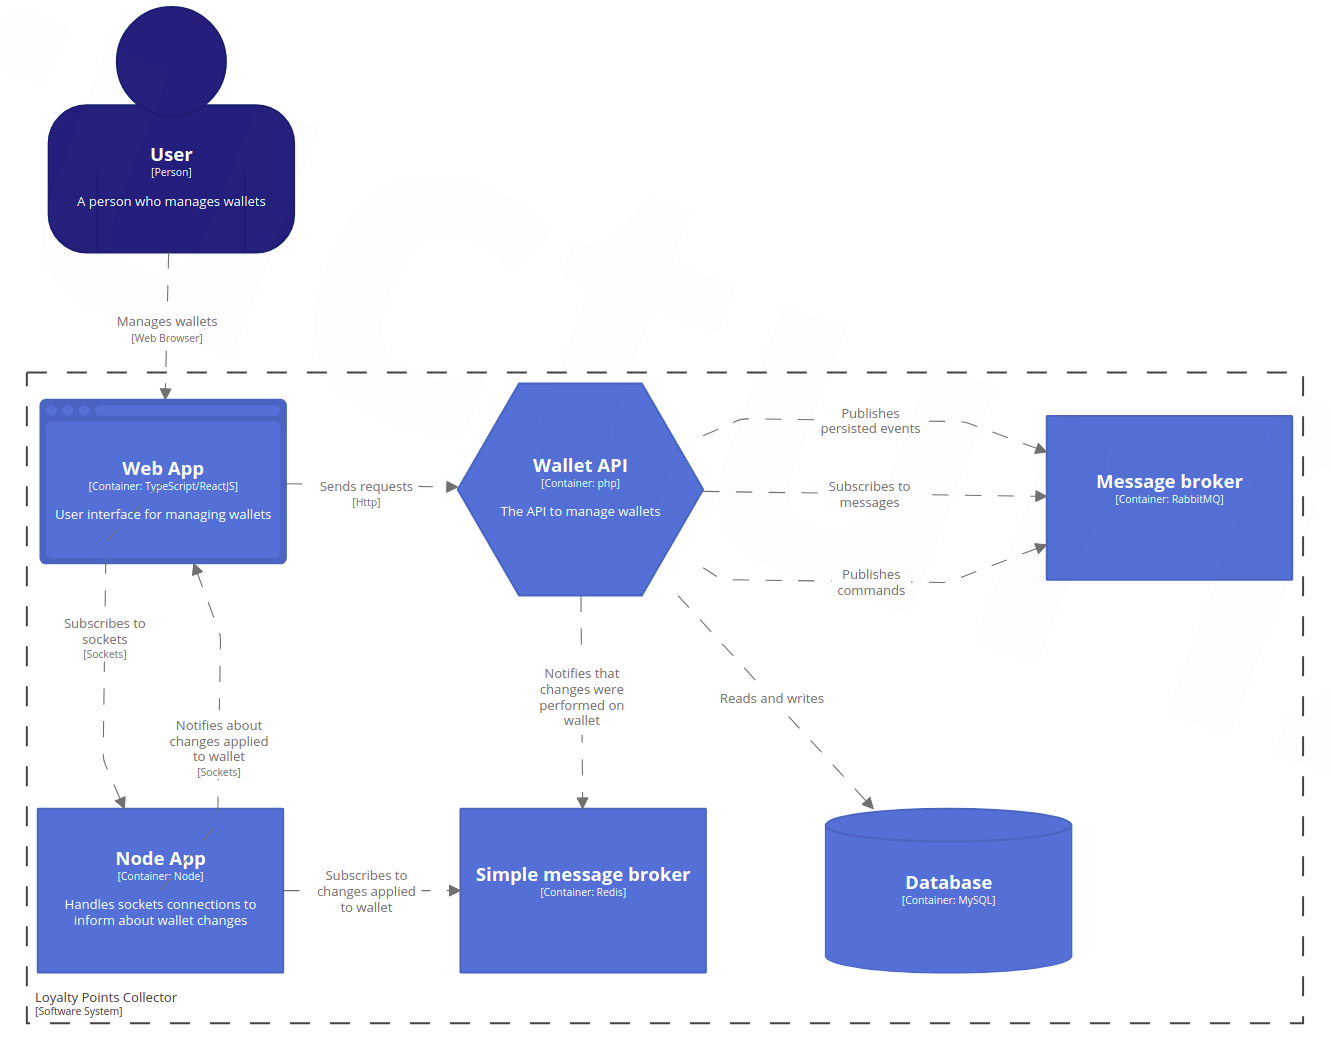 User
[Person]
A person who manages wallets
Manages wallets
[Web Browser]
Web App
[Container: TypeScript/ReactJS]
User interface for managing wallets
Sends requests
[Http]
Wallet API
[Container: php]
The API to manage wallets
Publishes
persisted events
Subscribes to
messages
Publishes
commands
Message broker
[Container: RabbitMQ]
Subscribes to
sockets
[Sockets]
Notifies about
changes applied
to wallet
[Sockets]
Notifies that
changes were
performed on
wallet
Reads and writes
Node App
[Container: Node]
Handles sockets connections to
inform about wallet changes
Subscribes to
changes applied
to wallet
Simple message broker
[Container: Redis]
Database
[Container: MySQL]
Loyalty Points Collector
[Software System]